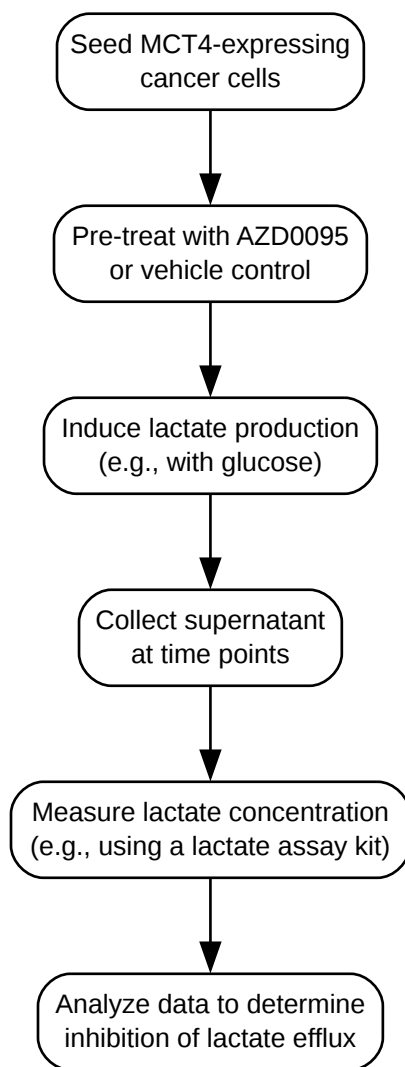 Seed MCT4-expressing
cancer cells
Pre-treat with AZD0095
or vehicle control
Induce lactate production
(e.g., with glucose)
Collect supernatant
at time points
Measure lactate concentration
(e.g., using a lactate assay kit)
Analyze data to determine
inhibition of lactate efflux